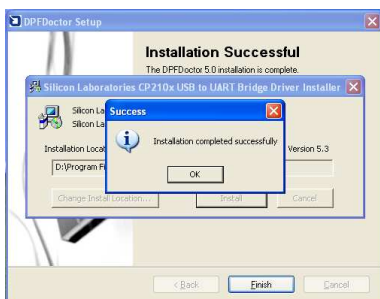 DPFDoctor Setup
Installation Successful
The DPFDoctor 5.0 installation is complete.
Silicon Laboratories CP210x USB to UART Bridge Driver Installer
Silicon La
Silicon La
Success
Installation completed successfully
OK
Installation Locat
Version 5.3
D:\Program Fi
Change Install Location...
Install
Cancel
< Back
Finish
Cancel